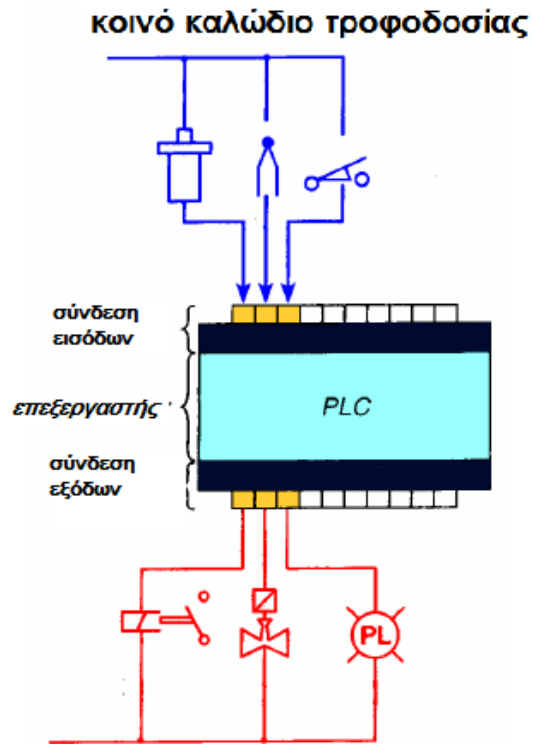 κοινό καλώδιο τροφοδοσίας
σύνδεση
εισόδων
επεξεργαστής
PLC
σύνδεση
εξόδων
PL